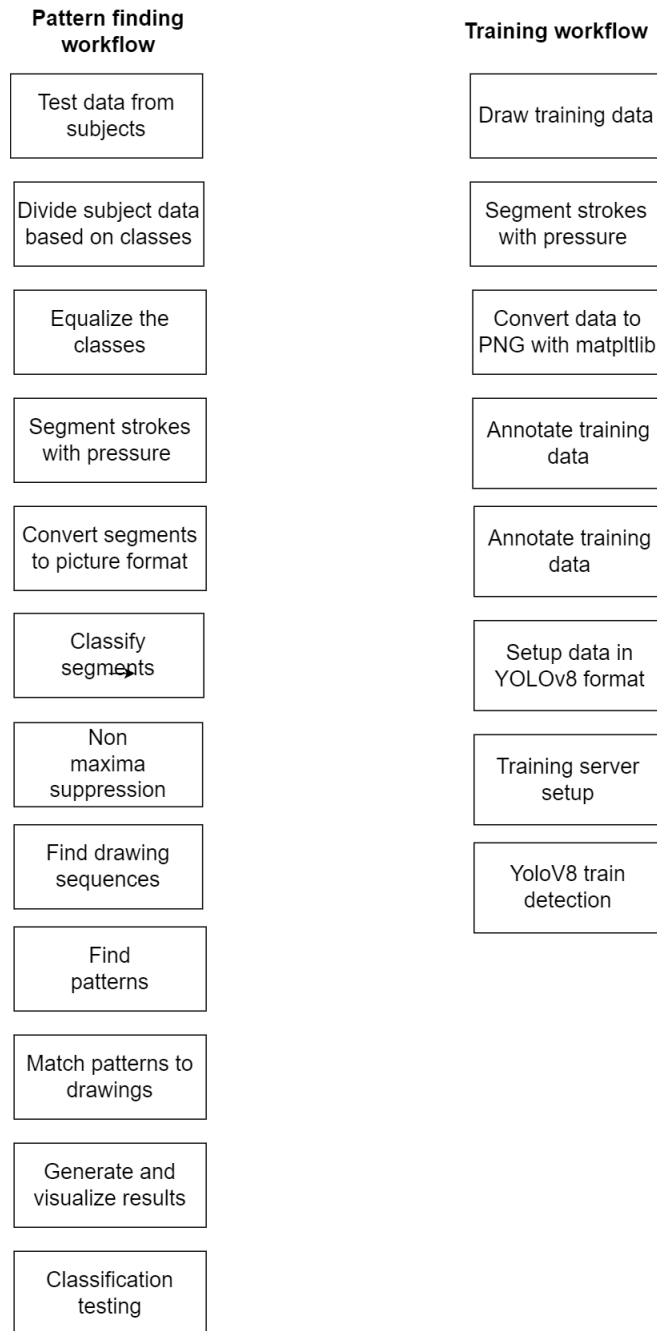 Pattern finding
workflow
Test data from
subjects
Divide subject data
based on classes
Equalize the
classes
Segment strokes
with pressure
Convert segments
to picture format
Classify
segments
Non
maxima
suppression
Find drawing
sequences
Find
patterns
Match patterns to
drawings
Generate and
visualize results
Classification
testing
Training workflow
Draw training data
Segment strokes
with pressure
Convert data to
PNG with matpltlib
Annotate training
data
Annotate training
data
Setup data in
YOLOv8 format
Training server
setup
YoloV8 train
detection